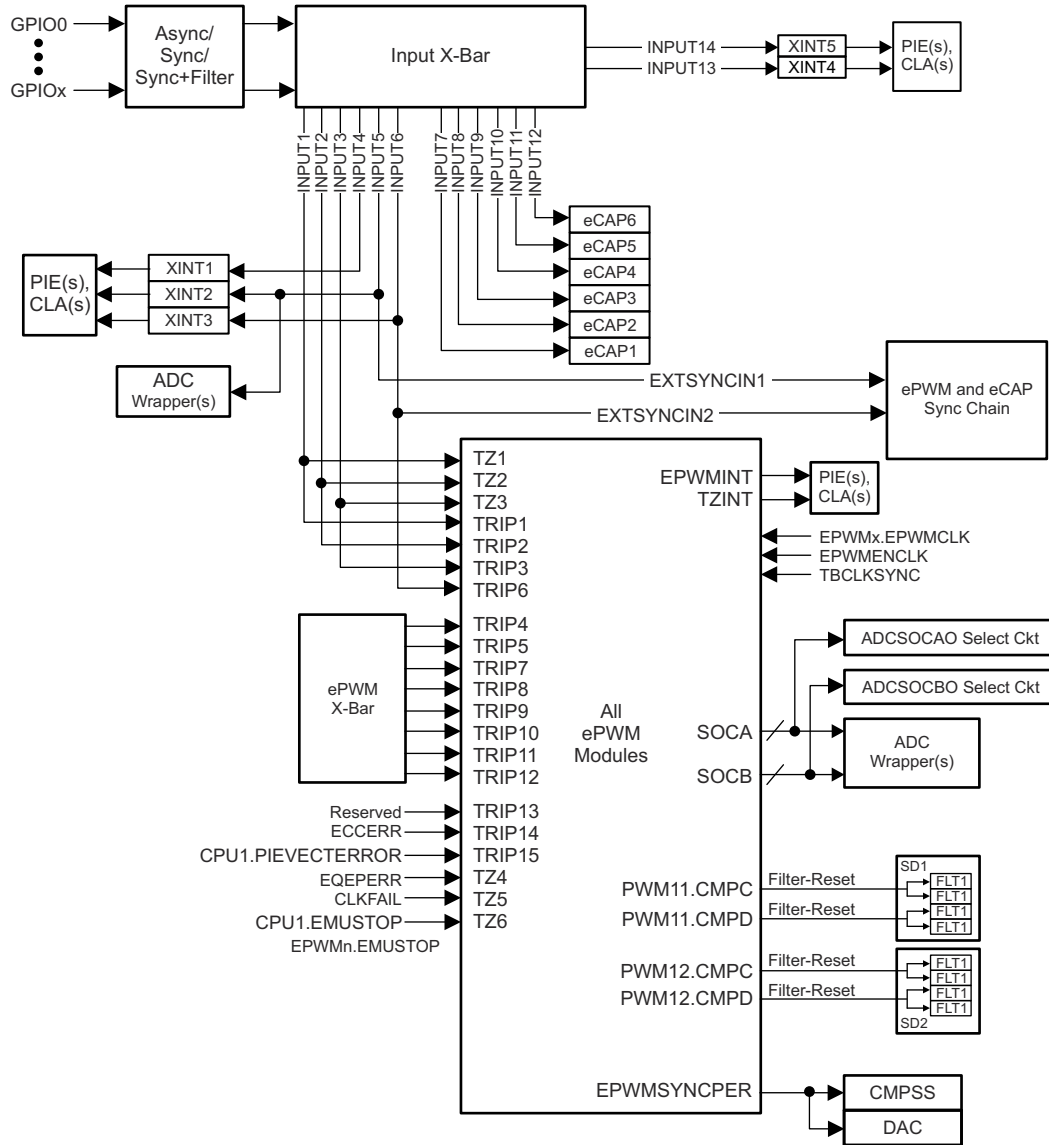 GPIO0
GPIOx
Async/
Sync/
Sync+Filter
Input X-Bar
INPUT14
XINT5
INPUT13
XINT4
PIE(s),
CLA(s)
INPUT1
INPUT2
INPUT3
INPUT4
INPUT5
INPUT6
INPUT7
INPUT8
INPUT9
INPUT10
INPUT11
INPUT12
eCAP6
eCAP5
eCAP4
eCAP3
eCAP2
eCAP1
PIE(s),
CLA(s)
XINT1
XINT2
XINT3
ADC
Wrapper(s)
EXTSYNCIN1
EXTSYNCIN2
ePWM and eCAP
Sync Chain
TZ1
TZ2
TZ3
TRIP1
TRIP2
TRIP3
TRIP6
EPWMINT
TZINT
PIE(s),
CLA(s)
EPWMx.EPWMCLK
EPWMENCLK
TBCLKSYNC
ePWM
X-Bar
TRIP4
TRIP5
TRIP7
TRIP8
TRIP9
TRIP10
TRIP11
TRIP12
All
ePWM
Modules
SOCA
SOCB
ADCSOCAO Select Ckt
ADCSOCBO Select Ckt
ADC
Wrapper(s)
Reserved
TRIP13
ECCERR
TRIP14
CPU1.PIEVECTERROR
TRIP15
EQEPERR
TZ4
CLKFAIL
TZ5
CPU1.EMUSTOP
TZ6
EPWMn.EMUSTOP
PWM11.CMPC
Filter-Reset
PWM11.CMPD
Filter-Reset
SD1
FLT1
FLT1
FLT1
FLT1
PWM12.CMPC
Filter-Reset
PWM12.CMPD
Filter-Reset
FLT1
FLT1
FLT1
FLT1
SD2
EPWMSYNCPER
CMPSS
DAC